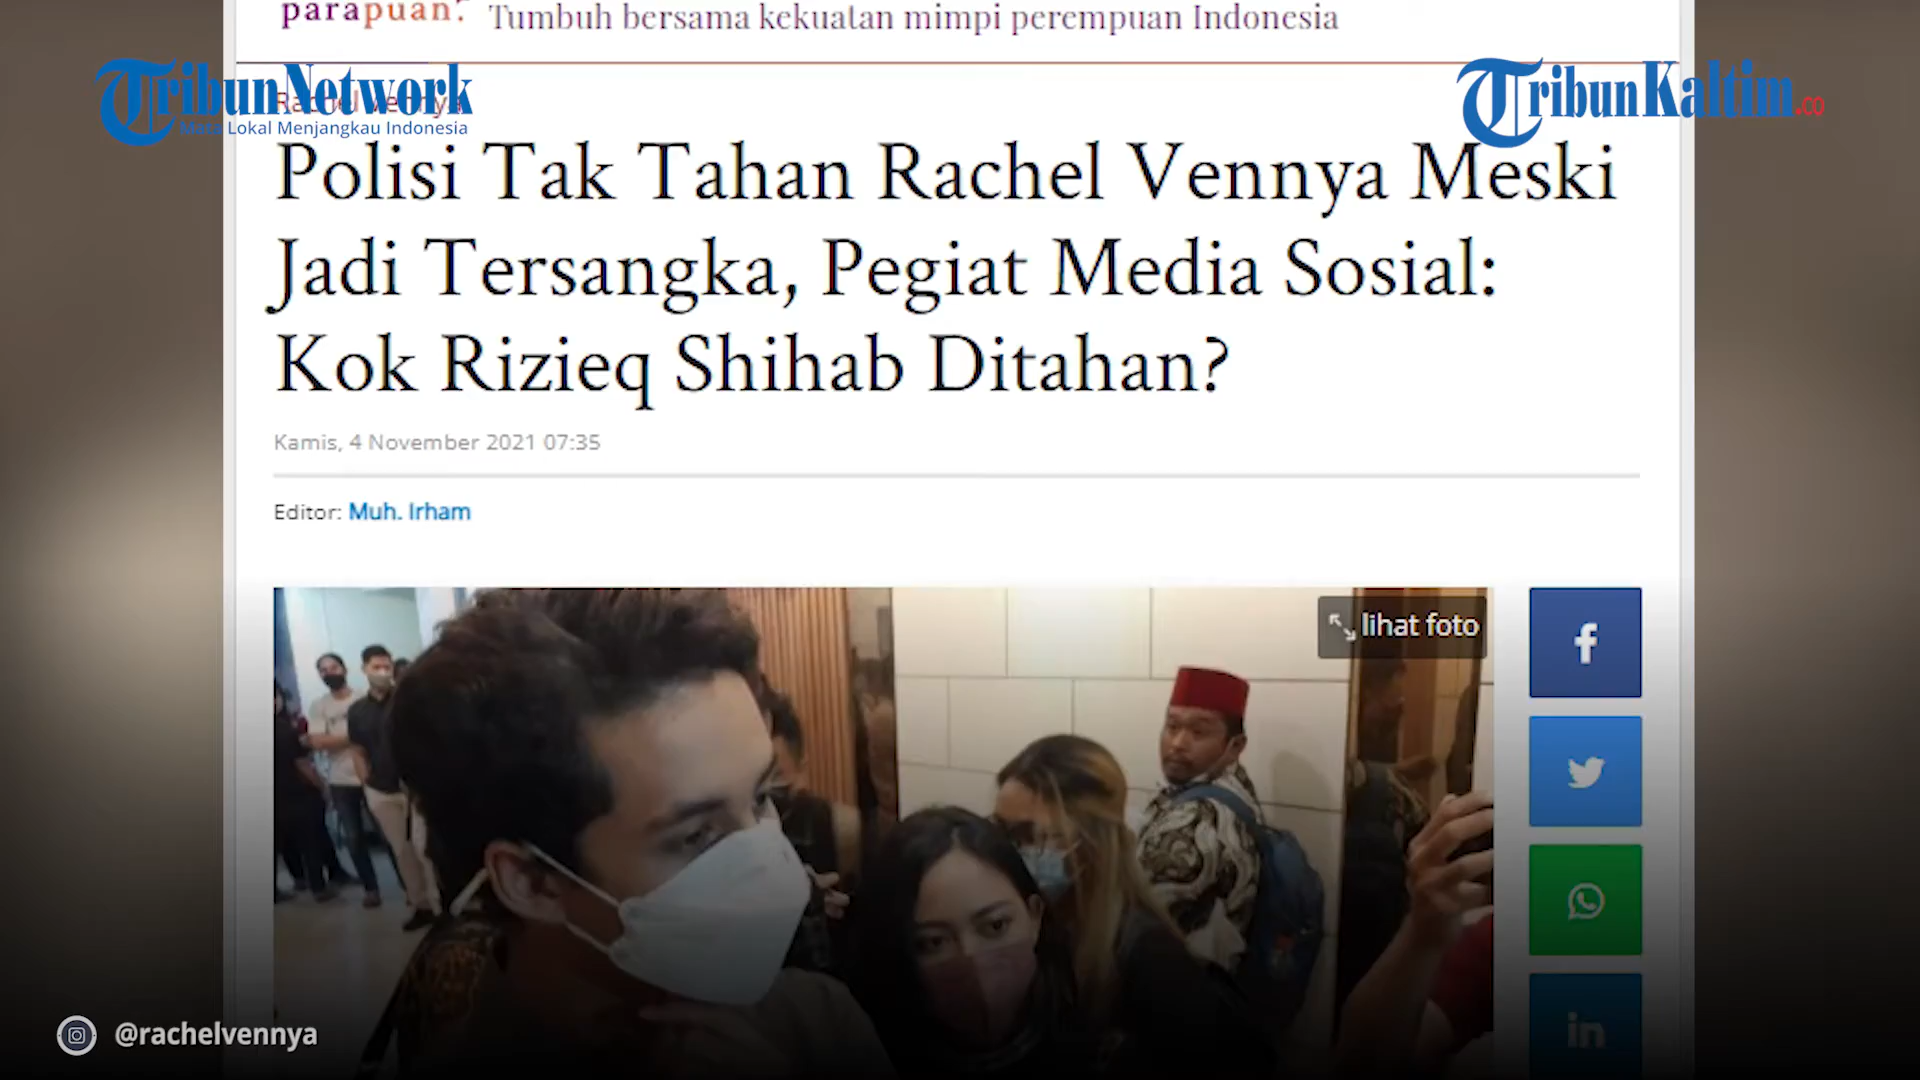 parapuan. Tumbuh bersama kekuatan mimpi perempuan Indonesia
TribunNetwork
Mata Lokal Menjangkau Indonesia
TribunKaltim.co
Rachel Vennya
Polisi Tak Tahan Rachel Vennya Meski
Jadi Tersangka, Pegiat Media Sosial:
Kok Rizieq Shihab Ditahan?
Kamis, 4 November 2021 07:35
Editor: Muh. Irham
lihat foto
f
in
@rachelvennya